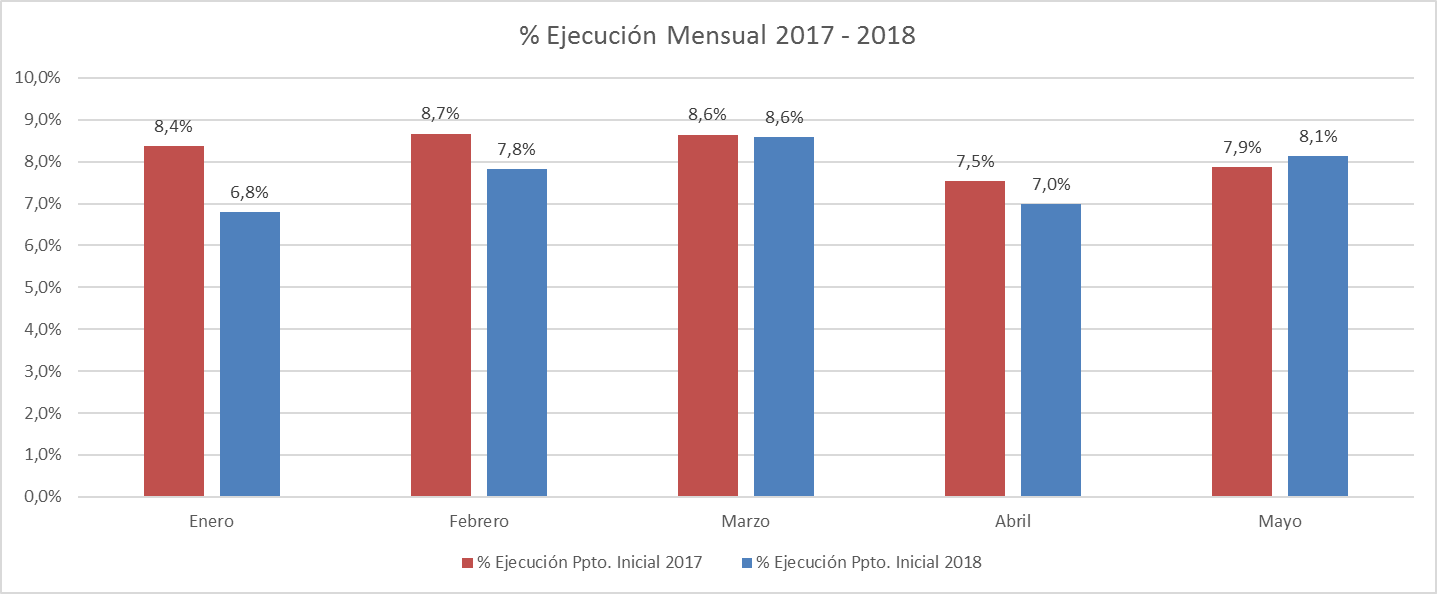 % Ejecución Mensual 2017 - 2018
10,0%
9,0%
8,0%
7,0%
6,0%
5,0%
4,0%
3,0%
2,0%
1,0%
0,0%
8,4%
6,8%
8,7%
7,8%
8,6%
8,6%
7,5%
7,0%
7,9%
8,1%
Enero
Febrero
Marzo
Abril
Mayo
% Ejecución Ppto. Inicial 2017
% Ejecución Ppto. Inicial 2018